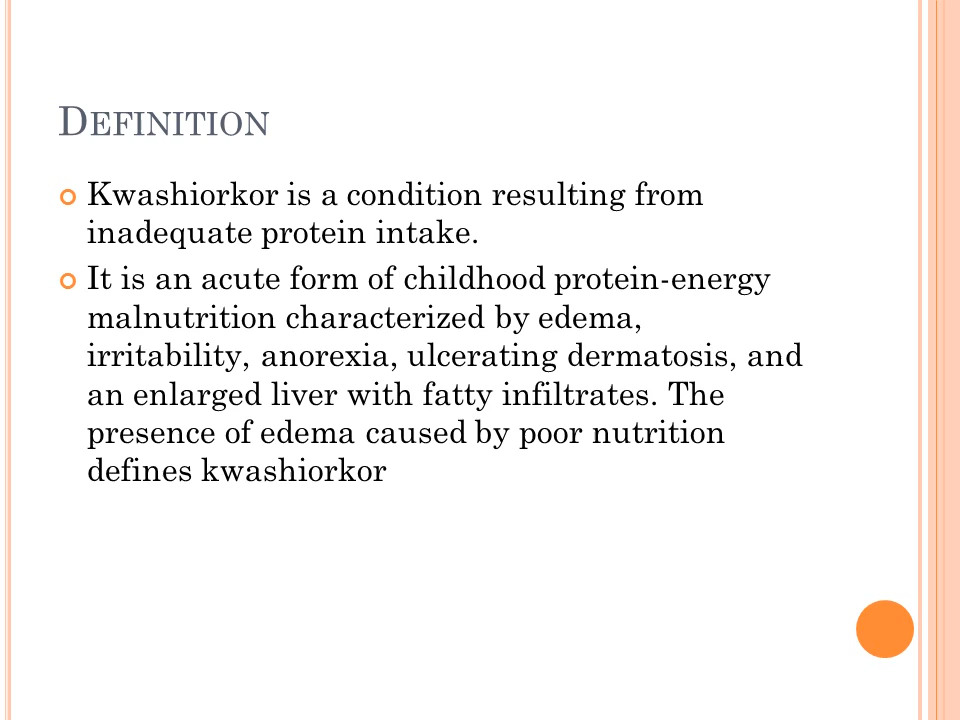 DEFINITION
Kwashiorkor is a condition resulting from
inadequate protein intake.
It is an acute form of childhood protein-energy
malnutrition characterized by edema,
irritability, anorexia, ulcerating dermatosis, and
an enlarged liver with fatty infiltrates. The
presence of edema caused by poor nutrition
defines kwashiorkor